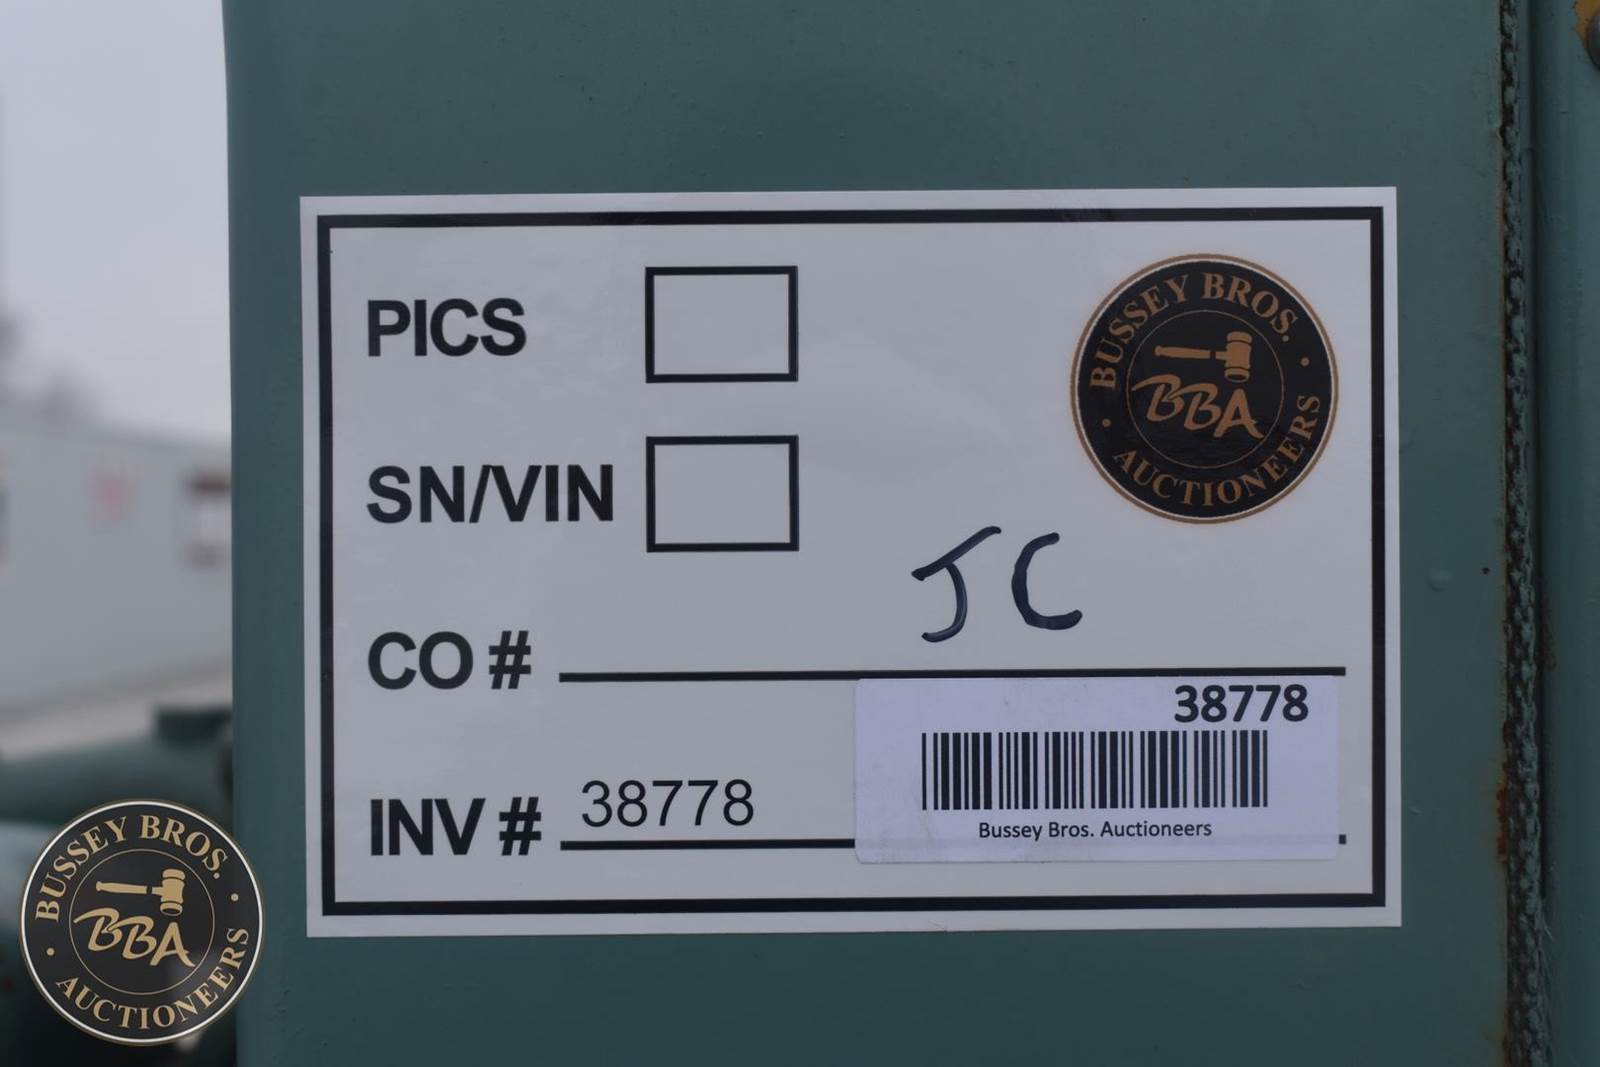 PICS
BUSSEY BROS.
BBA
AUCTIONEERS
SN/VIN
JC
CO #
38778
INV # 38778
Bussey Bros. Auctioneers
BUSSEY BROS.
BBA
AUCTIONEERS